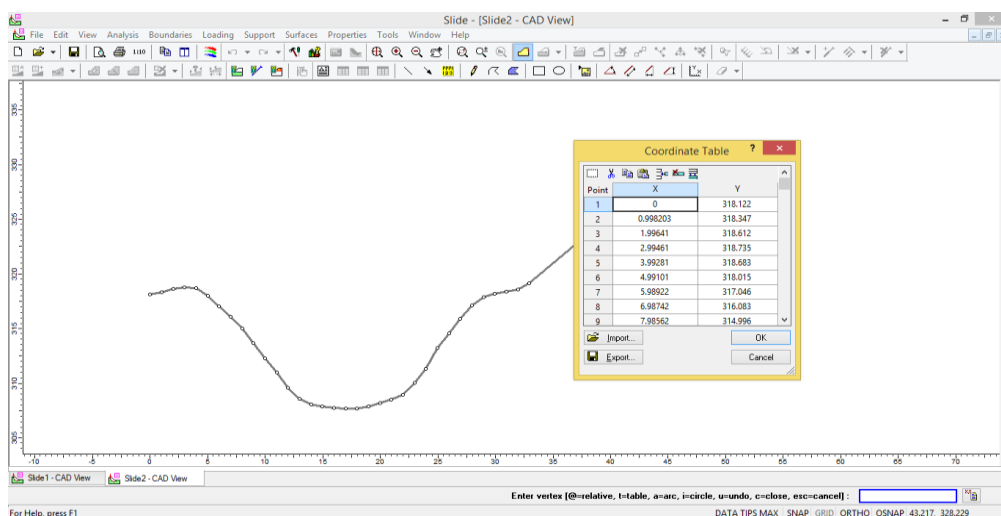 Slide - [Slide2 - CAD View]
File Edit View Analysis Boundaries Loading Support Surfaces Properties Tools Window Help
1:10
335
330
325
320
315
310
305
Coordinate Table ?
Point X Y
1 0 318.122
2 0.998203 318.347
3 1.99641 318.612
4 2.99461 318.735
5 3.99281 318.683
6 4.99101 318.015
7 5.98922 317.046
8 6.98742 316.083
9 7.98562 314.996
Import... OK
Export... Cancel
-10 -5 0 5 10 15 20 25 30 35 40 45 50 55 60 65 70
Slide1 - CAD View Slide2 - CAD View
Enter vertex [@=relative, t=table, a=arc, i=circle, u=undo, c=close, esc=cancel] :
For Help, press F1 DATA TIPS MAX SNAP GRID ORTHO OSNAP 43.217, 328.229